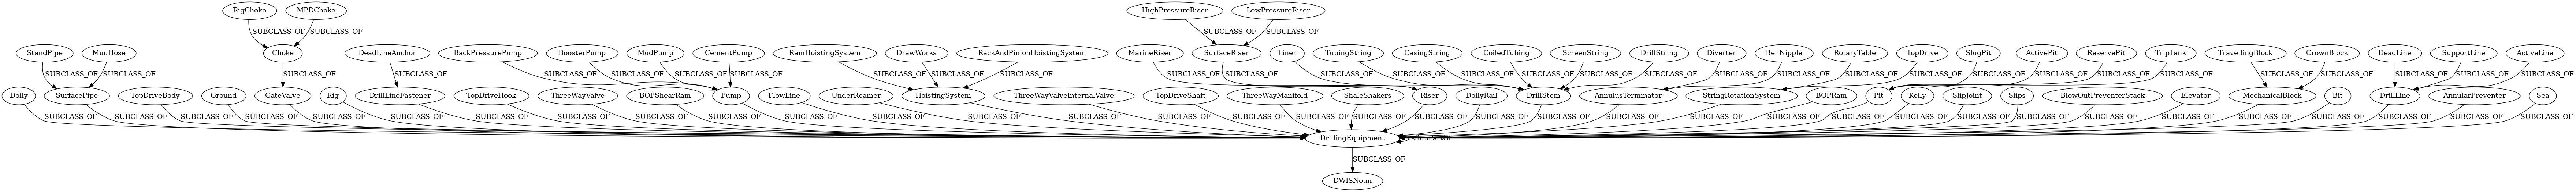 RigChoke MPDChoke HighPressureRiser LowPressureRiser
SUBCLASS_OF SUBCLASS_OF SUBCLASS_OF SUBCLASS_OF
StandPipe MudHose Choke DeadLineAnchor BackPressurePump BoosterPump MudPump CementPump RamHoistingSystem DrawWorks RackAndPinionHoistingSystem MarineRiser SurfaceRiser Liner TubingString CasingString CoiledTubing ScreenString DrillString Diverter BellNipple RotaryTable TopDrive SlugPit ActivePit ReservePit TripTank TravellingBlock CrownBlock DeadLine SupportLine ActiveLine
SUBCLASS_OF SUBCLASS_OF SUBCLASS_OF SUBCLASS_OF SUBCLASS_OF SUBCLASS_OF SUBCLASS_OF SUBCLASS_OF SUBCLASS_OF SUBCLASS_OF SUBCLASS_OF SUBCLASS_OF SUBCLASS_OF SUBCLASS_OF SUBCLASS_OF SUBCLASS_OF SUBCLASS_OF SUBCLASS_OF SUBCLASS_OF SUBCLASS_OF SUBCLASS_OF SUBCLASS_OF SUBCLASS_OF SUBCLASS_OF SUBCLASS_OF SUBCLASS_OF SUBCLASS_OF SUBCLASS_OF SUBCLASS_OF SUBCLASS_OF SUBCLASS_OF SUBCLASS_OF
Dolly SurfacePipe TopDriveBody Ground GateValve Rig DrillLineFastener TopDriveHook ThreeWayValve BOPShearRam Pump FlowLine UnderReamer HoistingSystem ThreeWayValveInternalValve TopDriveShaft ThreeWayManifold ShaleShakers Riser DollyRail DrillStem AnnulusTerminator StringRotationSystem BOPRam Pit Kelly SlipJoint Slips BlowOutPreventerStack Elevator MechanicalBlock Bit DrillLine AnnularPreventer Sea
SUBCLASS_OF SUBCLASS_OF SUBCLASS_OF SUBCLASS_OF SUBCLASS_OF SUBCLASS_OF SUBCLASS_OF SUBCLASS_OF SUBCLASS_OF SUBCLASS_OF SUBCLASS_OF SUBCLASS_OF SUBCLASS_OF SUBCLASS_OF SUBCLASS_OF SUBCLASS_OF SUBCLASS_OF SUBCLASS_OF SUBCLASS_OF SUBCLASS_OF SUBCLASS_OF SUBCLASS_OF SUBCLASS_OF SUBCLASS_OF SUBCLASS_OF SUBCLASS_OF SUBCLASS_OF SUBCLASS_OF SUBCLASS_OF SUBCLASS_OF SUBCLASS_OF SUBCLASS_OF SUBCLASS_OF SUBCLASS_OF SUBCLASS_OF
DrillingEquipment
SUBCLASS_OF
DWISNoun